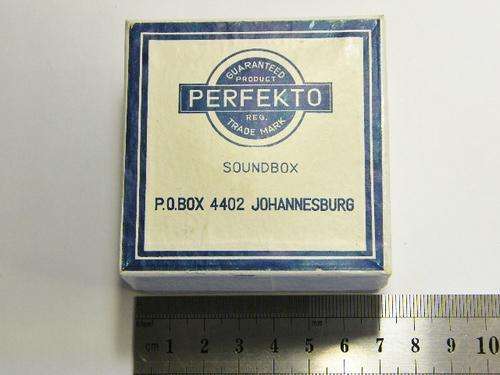 GUARANTEED
PRODUCT
PERFEKTO
REG.
TRADE MARK
SOUNDBOX
P.O.BOX 4402 JOHANNESBURG
mm
cm 1 2 3 4 5 6 7 8 9 10